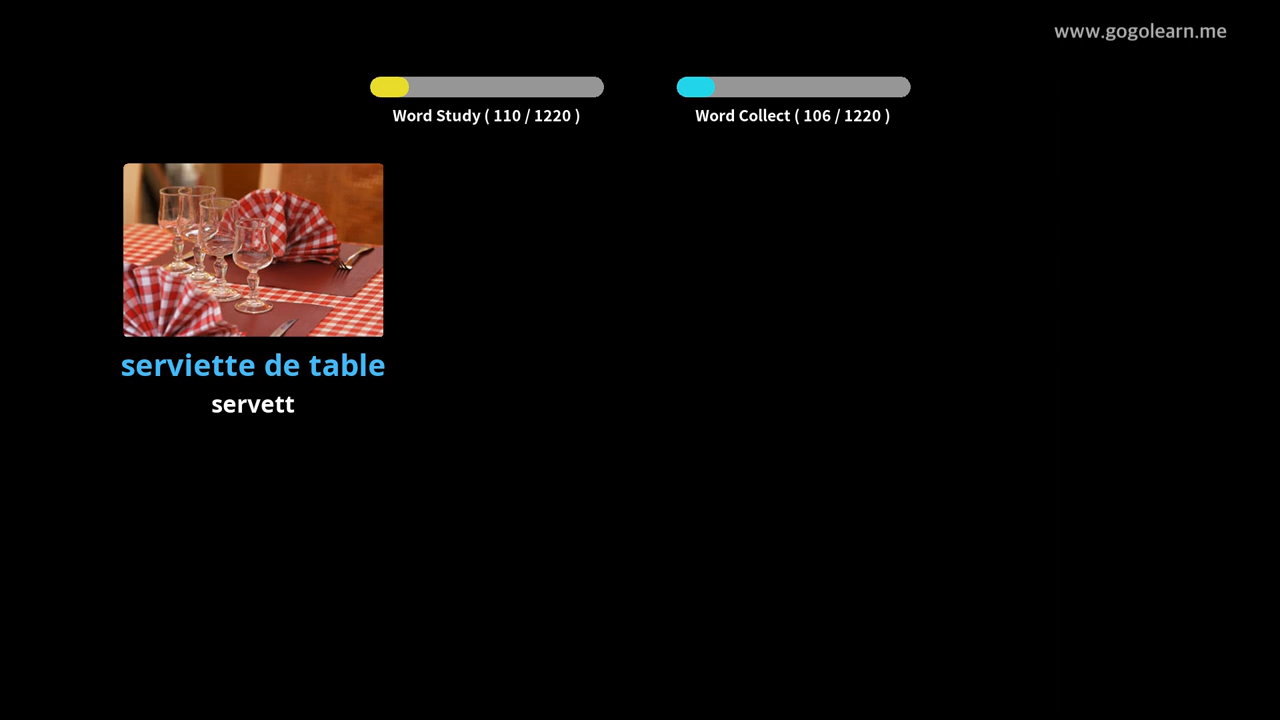 www.gogolearn.me
Word Study ( 110 / 1220 )
Word Collect ( 106 / 1220 )
serviette de table
servett